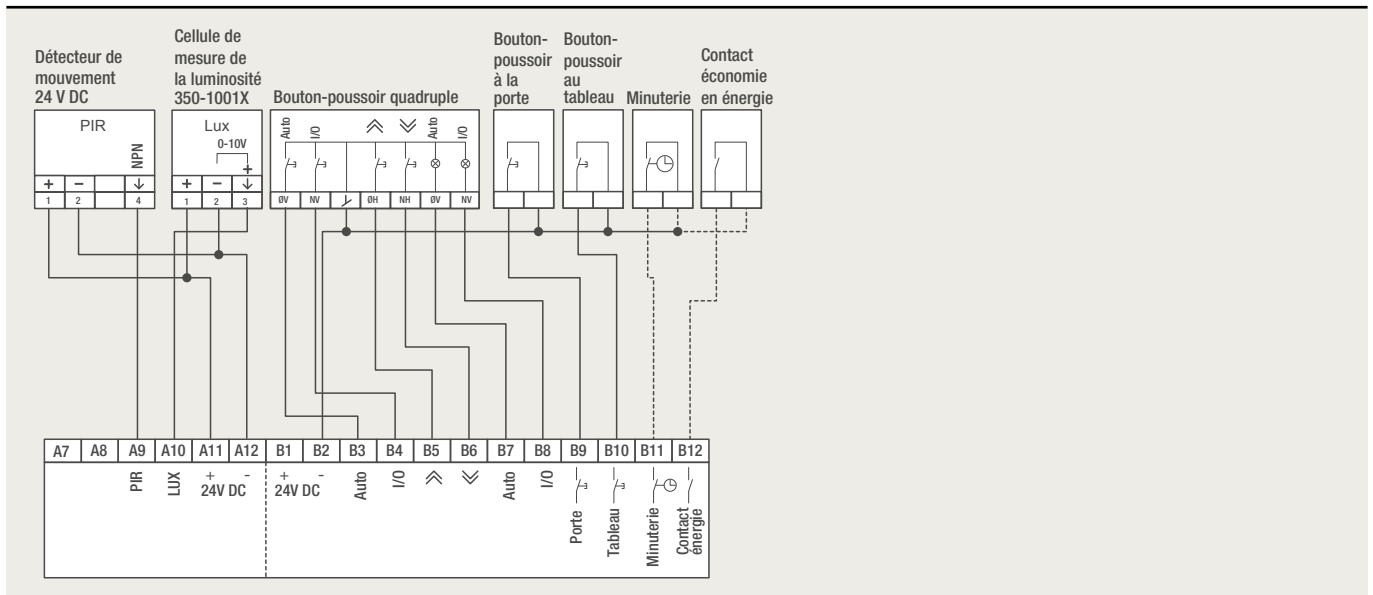 Détecteur de
mouvement
24 V DC
Cellule de
mesure de
la luminosité
350-1001X
Bouton-poussoir quadruple
Bouton-
poussoir
à la
porte
Bouton-
poussoir
au
tableau
Minuterie
Contact
économie
en énergie
PIR
NPN
+ −
1 2 4
Lux
0-10V
+
+ −
1 2 3
Auto I/O Auto I/O
ØV NV ØH NH ØV NV
A7 A8 A9 A10 A11 A12 B1 B2 B3 B4 B5 B6 B7 B8 B9 B10 B11 B12
PIR
LUX
+ -
24V DC
+ -
24V DC
Auto
I/O
Auto
I/O
Porte
Tableau
Minuterie
Contact
énergie